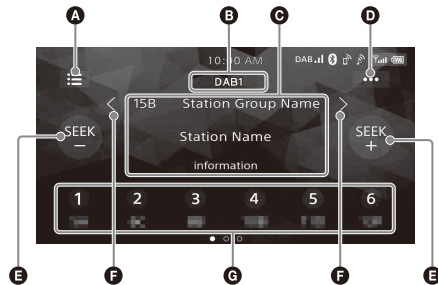 A B C D
10:00 AM DAB
DAB1
15B Station Group Name
SEEK
−
Station Name
SEEK
+
information
1 2 3 4 5 6
E F G F E